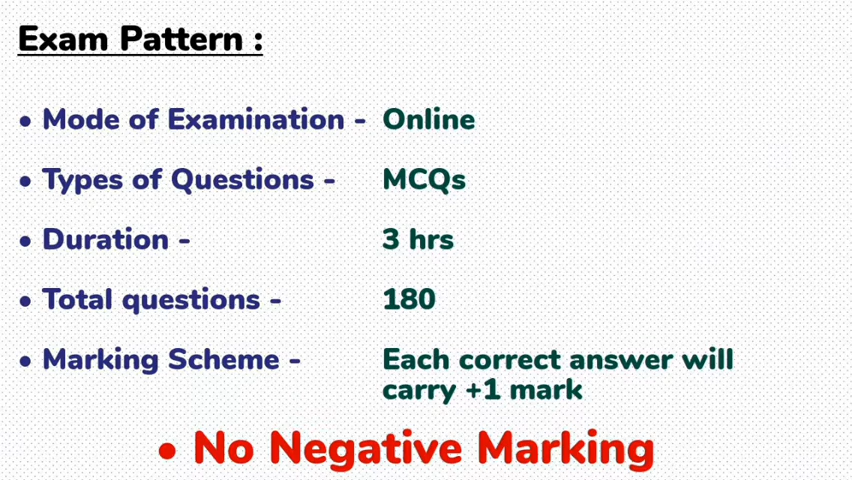 Exam Pattern :
• Mode of Examination - Online
• Types of Questions - MCQs
• Duration - 3 hrs
• Total questions - 180
• Marking Scheme - Each correct answer will
carry +1 mark
• No Negative Marking